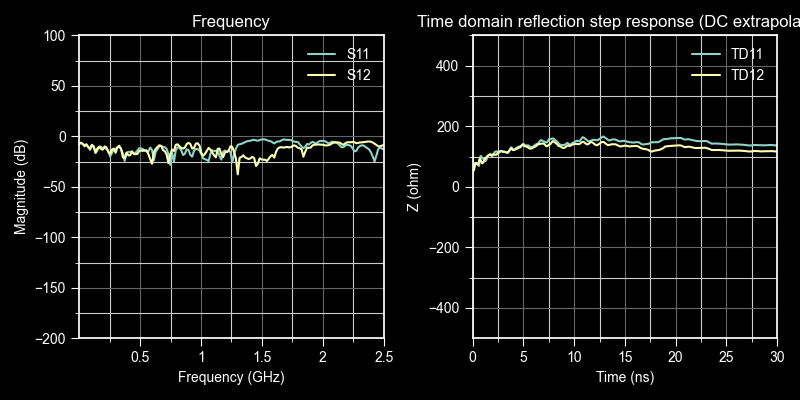 Frequency
100
50
0
−50
−100
−150
−200
Magnitude (dB)
0.5
1
1.5
2
2.5
Frequency (GHz)
S11
S12
Time domain reflection step response (DC extrapola
400
200
0
−200
−400
Z (ohm)
0
5
10
15
20
25
30
Time (ns)
TD11
TD12